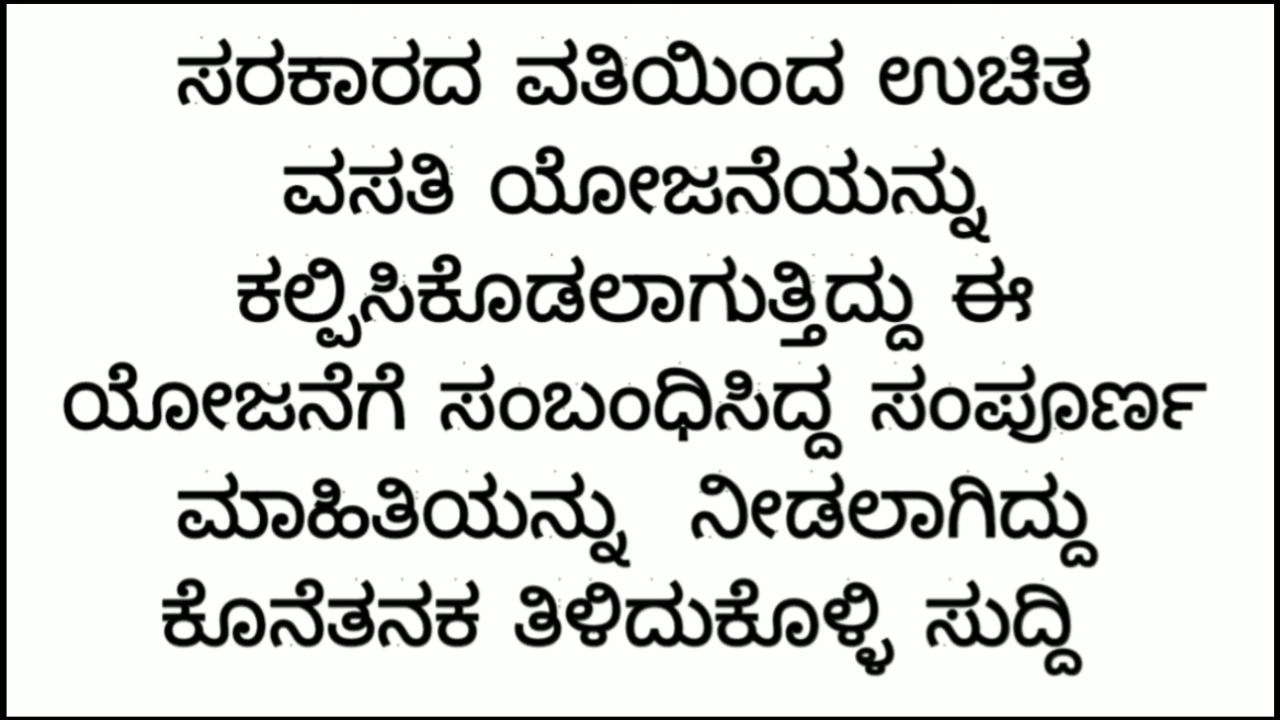 ಸರಕಾರದ ವತಿಯಿಂದ ಉಚಿತ
ವಸತಿ ಯೋಜನೆಯನ್ನು
ಕಲ್ಪಿಸಿಕೊಡಲಾಗುತ್ತಿದ್ದು ಈ
ಯೋಜನೆಗೆ ಸಂಬಂಧಿಸಿದ್ದ ಸಂಪೂರ್ಣ
ಮಾಹಿತಿಯನ್ನು ನೀಡಲಾಗಿದ್ದು
ಕೊನೆತನಕ ತಿಳಿದುಕೊಳ್ಳಿ ಸುದ್ದಿ